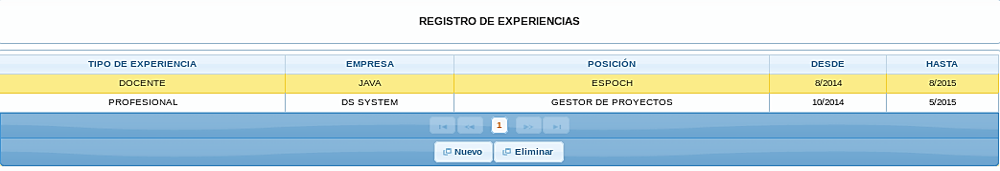 REGISTRO DE EXPERIENCIAS
TIPO DE EXPERIENCIA EMPRESA POSICIÓN DESDE HASTA
DOCENTE JAVA ESPOCH 8/2014 8/2015
PROFESIONAL DS SYSTEM GESTOR DE PROYECTOS 10/2014 5/2015
1
Nuevo Eliminar